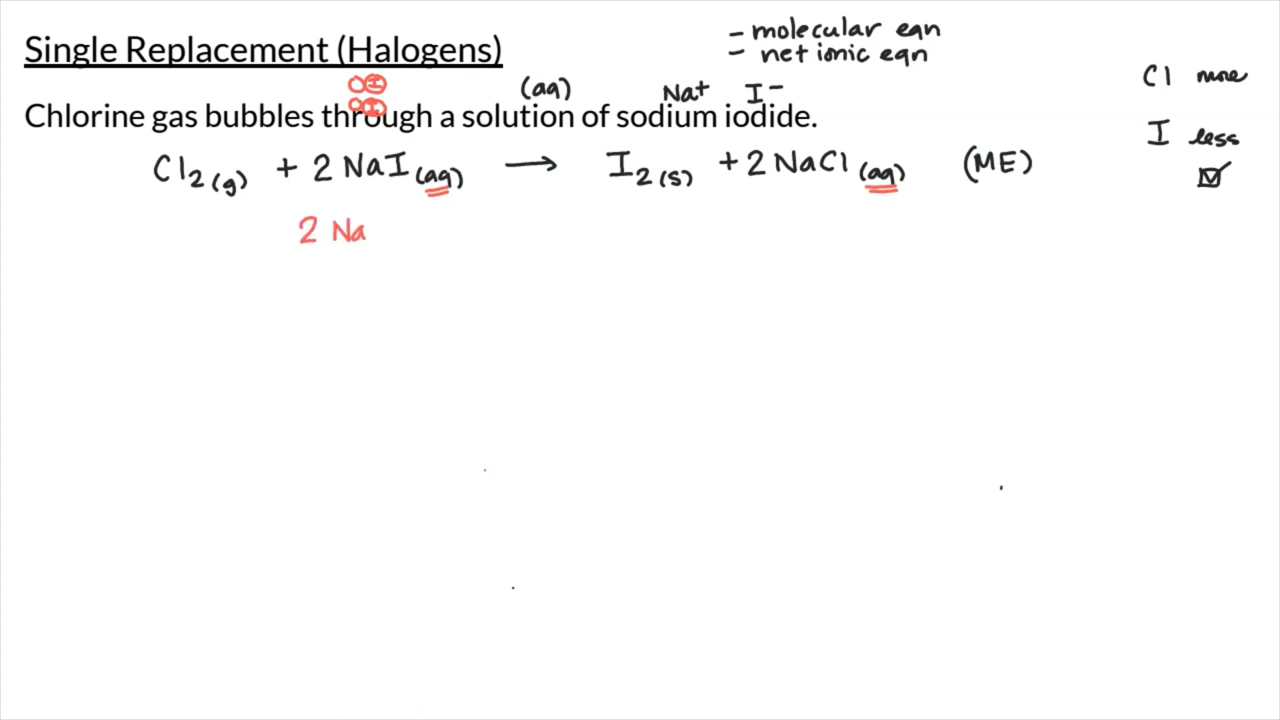 Single Replacement (Halogens)
- molecular eqn
- net ionic eqn
Cl more
I less
(aq) Na⁺ I⁻
Chlorine gas bubbles through a solution of sodium iodide.
Cl₂(g) + 2 NaI(aq) → I₂(s) + 2 NaCl(aq) (ME)
2 Na